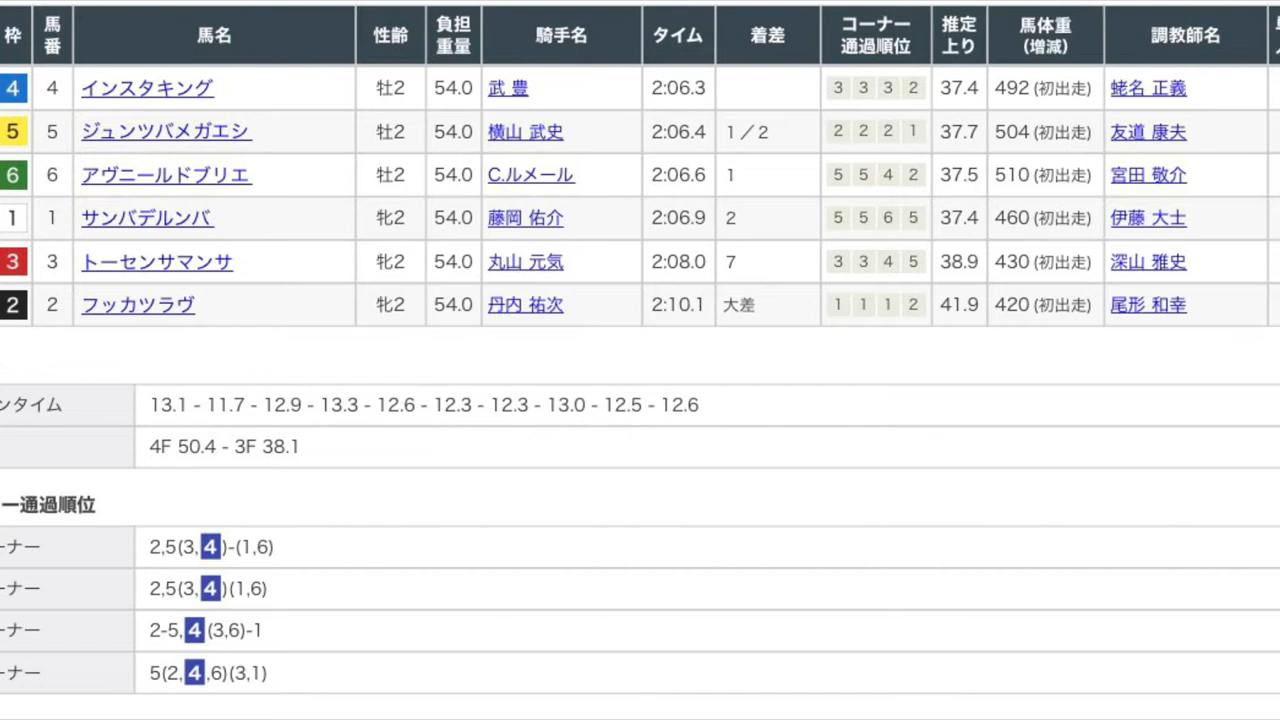 枠 馬番 馬名 性齢 負担重量 騎手名 タイム 着差 コーナー通過順位 推定上り 馬体重(増減) 調教師名
4 4 インスタキング 牡2 54.0 武 豊 2:06.3 3 3 3 2 37.4 492 (初出走) 蛯名 正義
5 5 ジュンツバメガエシ 牡2 54.0 横山 武史 2:06.4 1/2 2 2 2 1 37.7 504 (初出走) 友道 康夫
6 6 アヴニールドブリエ 牡2 54.0 C.ルメール 2:06.6 1 5 5 4 2 37.5 510 (初出走) 宮田 敬介
1 1 サンバデルンバ 牝2 54.0 藤岡 佑介 2:06.9 2 5 5 6 5 37.4 460 (初出走) 伊藤 大士
3 3 トーセンサマンサ 牝2 54.0 丸山 元気 2:08.0 7 3 3 4 5 38.9 430 (初出走) 深山 雅史
2 2 フッカツラヴ 牝2 54.0 丹内 祐次 2:10.1 大差 1 1 1 2 41.9 420 (初出走) 尾形 和幸
ンタイム 13.1 - 11.7 - 12.9 - 13.3 - 12.6 - 12.3 - 12.3 - 13.0 - 12.5 - 12.6
4F 50.4 - 3F 38.1
ー通過順位
ーナー 2,5(3,4)-(1,6)
ーナー 2,5(3,4)(1,6)
ーナー 2-5,4(3,6)-1
ーナー 5(2,4,6)(3,1)